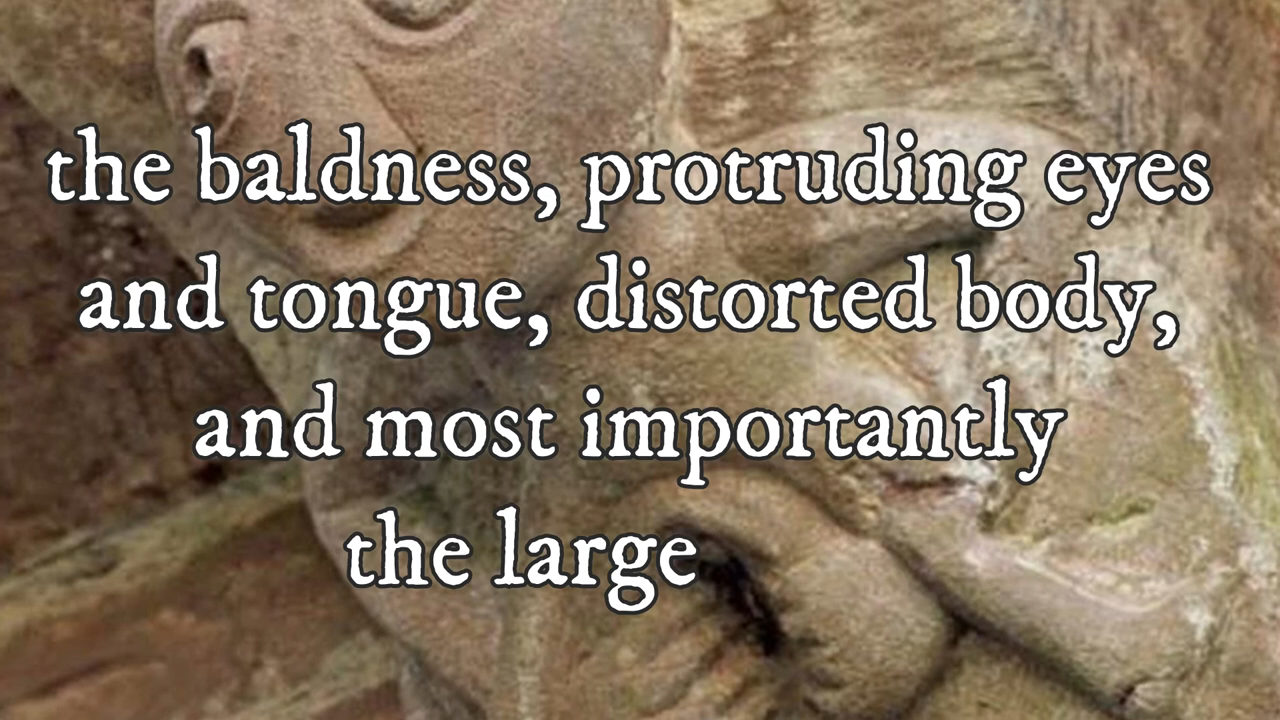 the baldness, protruding eyes
and tongue, distorted body,
and most importantly
the large